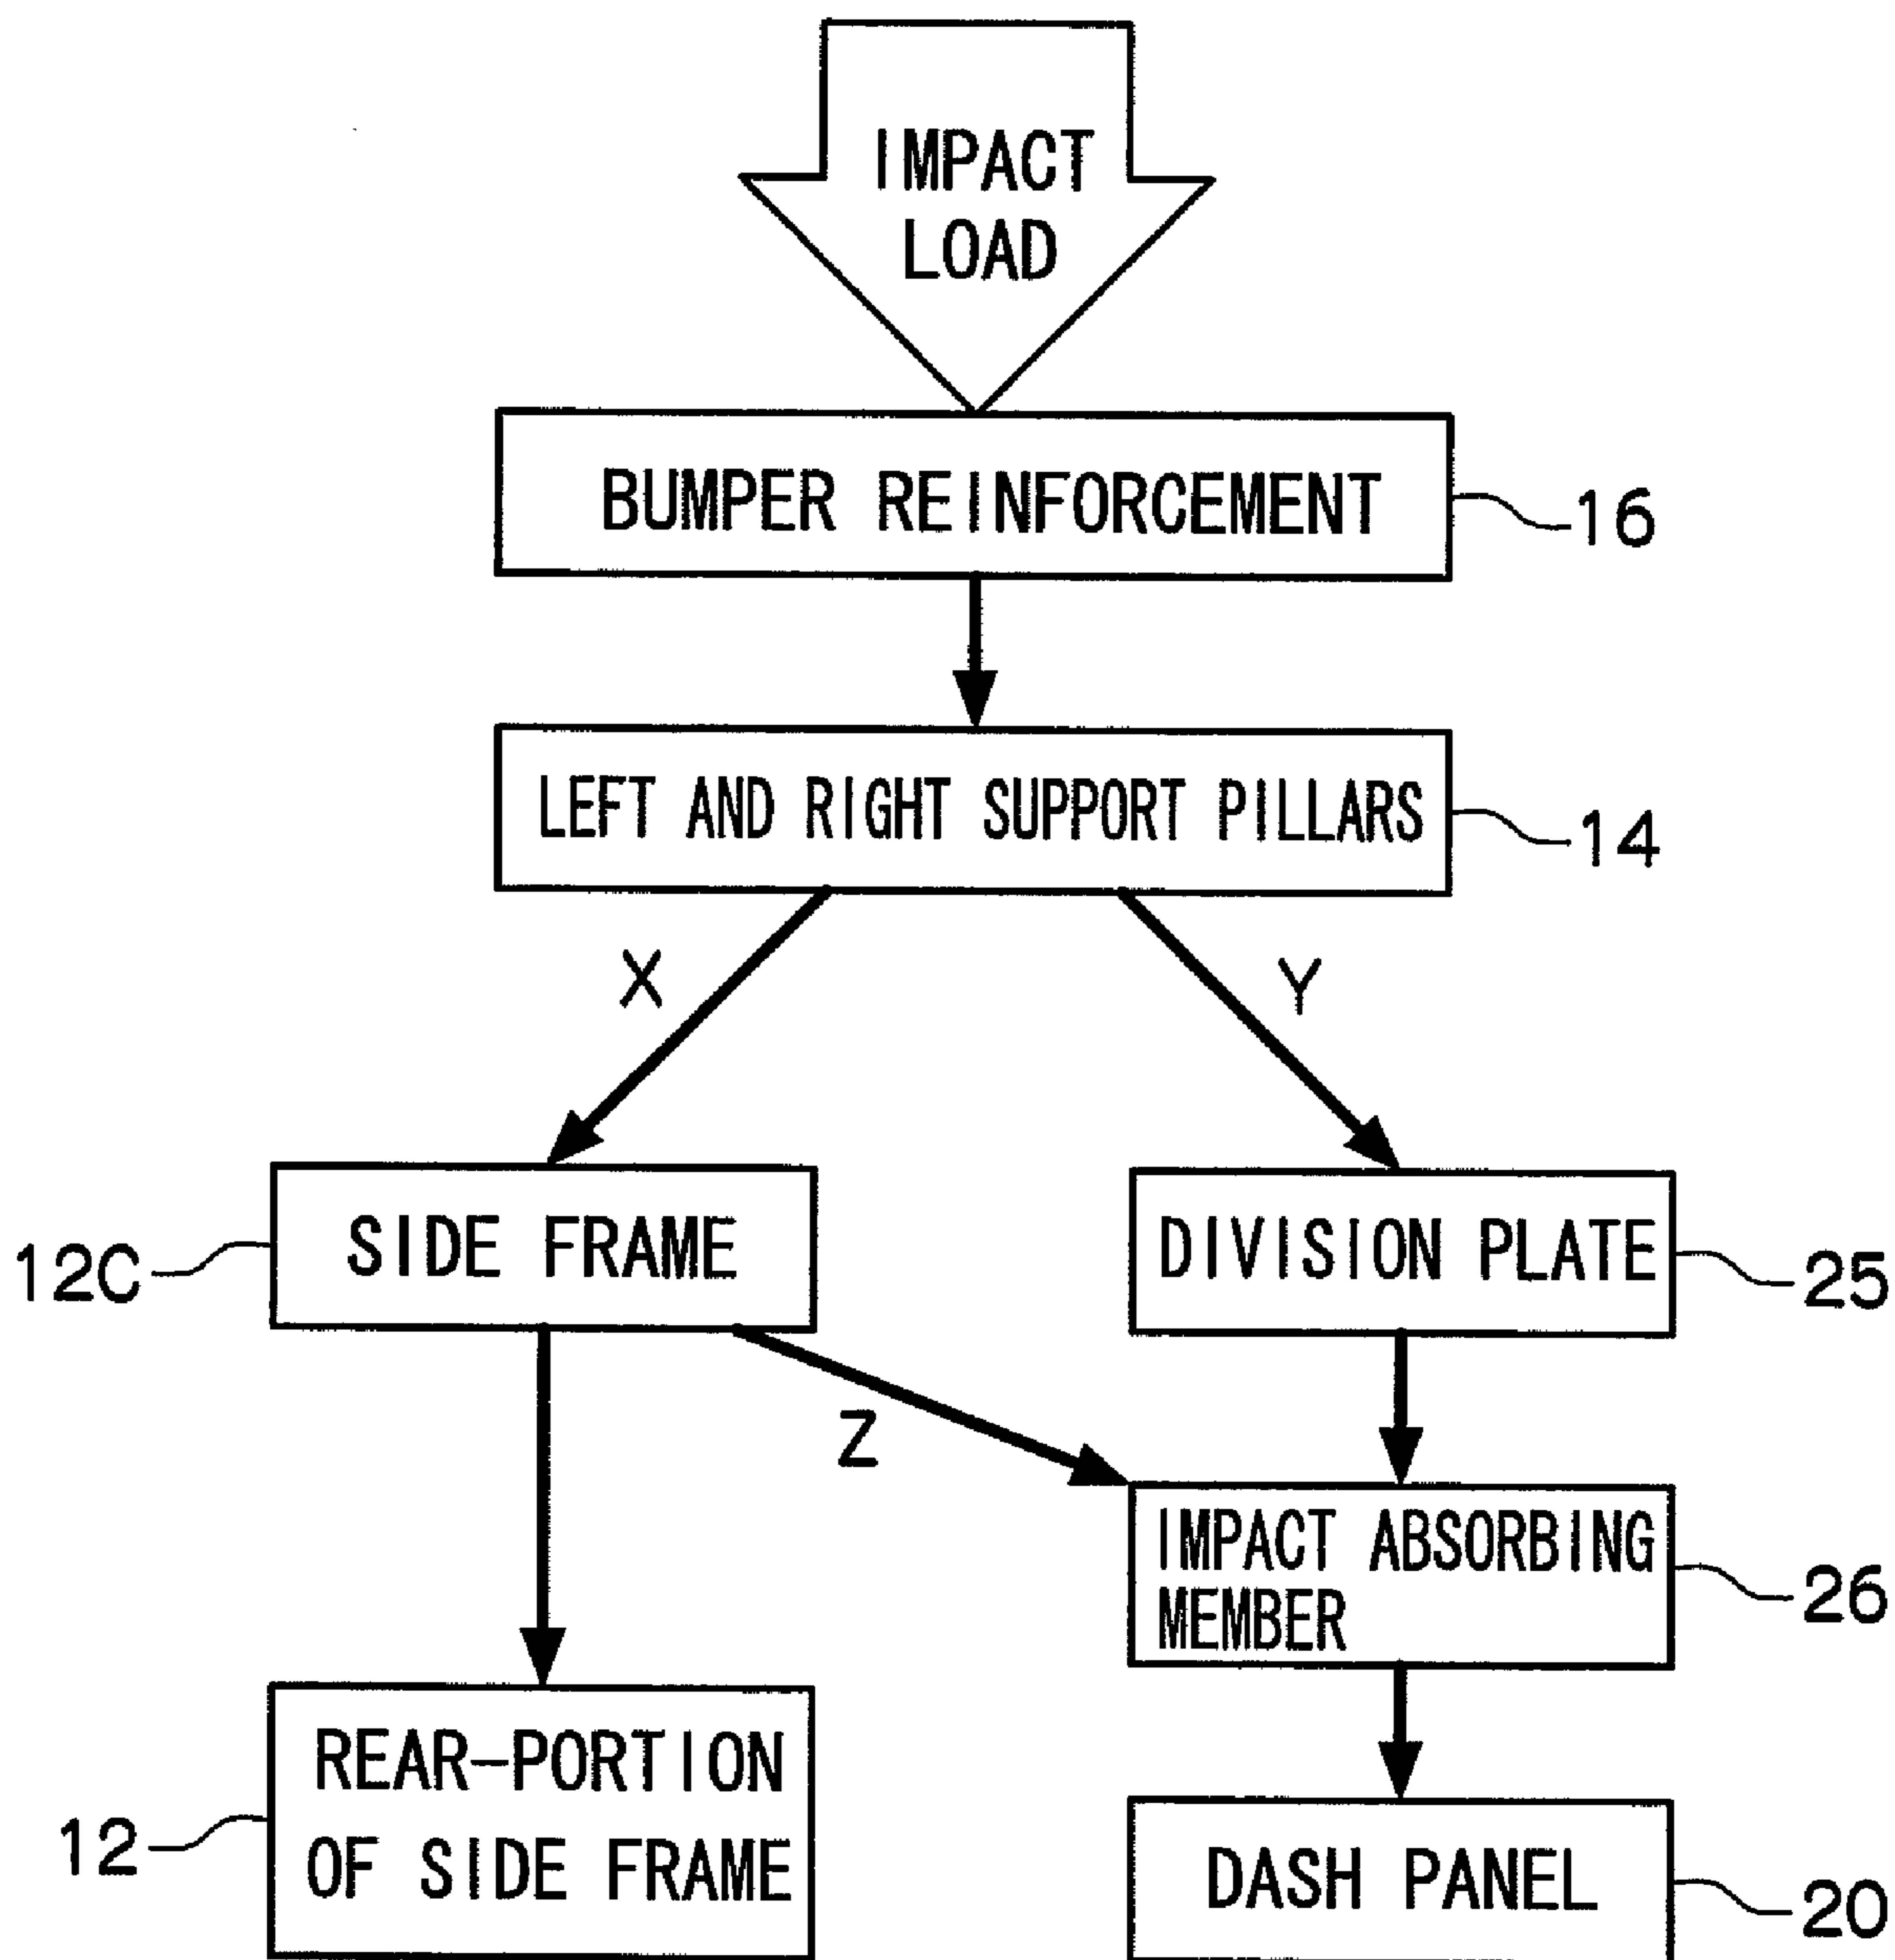 IMPACT
LOAD
BUMPER REINFORCEMENT
16
LEFT AND RIGHT SUPPORT PILLARS
14
X
Y
SIDE FRAME
12C
DIVISION PLATE
25
Z
IMPACT ABSORBING
MEMBER
26
REAR-PORTION
OF SIDE FRAME
12
DASH PANEL
20